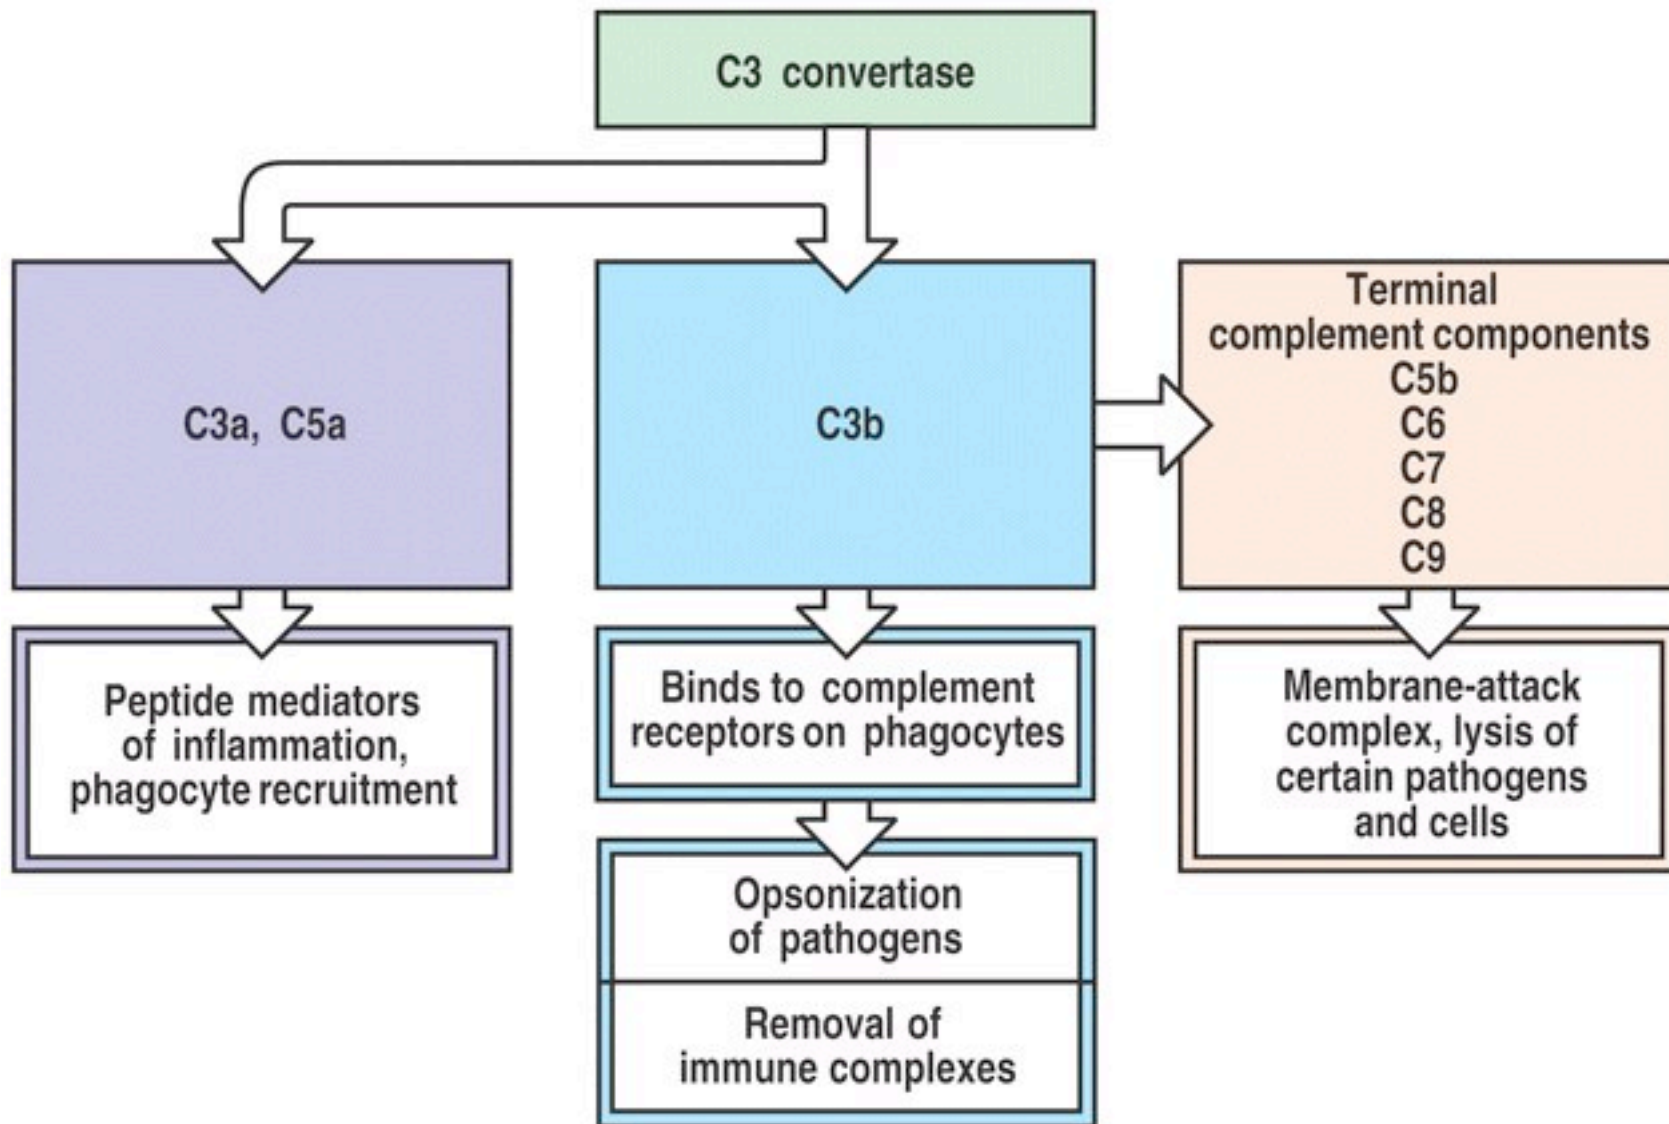 C3 convertase
C3a, C5a
C3b
Terminal
complement components
C5b
C6
C7
C8
C9
Peptide mediators
of inflammation,
phagocyte recruitment
Binds to complement
receptors on phagocytes
Membrane-attack
complex, lysis of
certain pathogens
and cells
Opsonization
of pathogens
Removal of
immune complexes